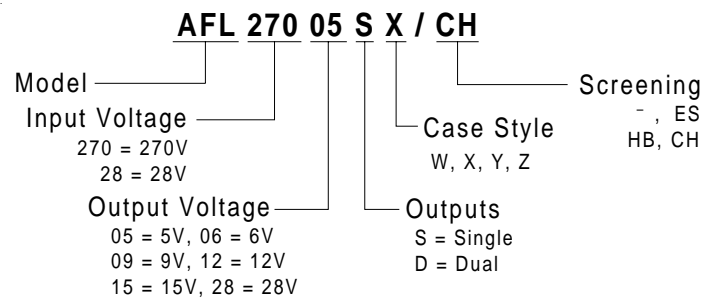 AFL 270 05 S X / CH
Model
Input Voltage
270 = 270V
28 = 28V
Output Voltage
05 = 5V, 06 = 6V
09 = 9V, 12 = 12V
15 = 15V, 28 = 28V
Outputs
S = Single
D = Dual
Case Style
W, X, Y, Z
Screening
– , ES
HB, CH